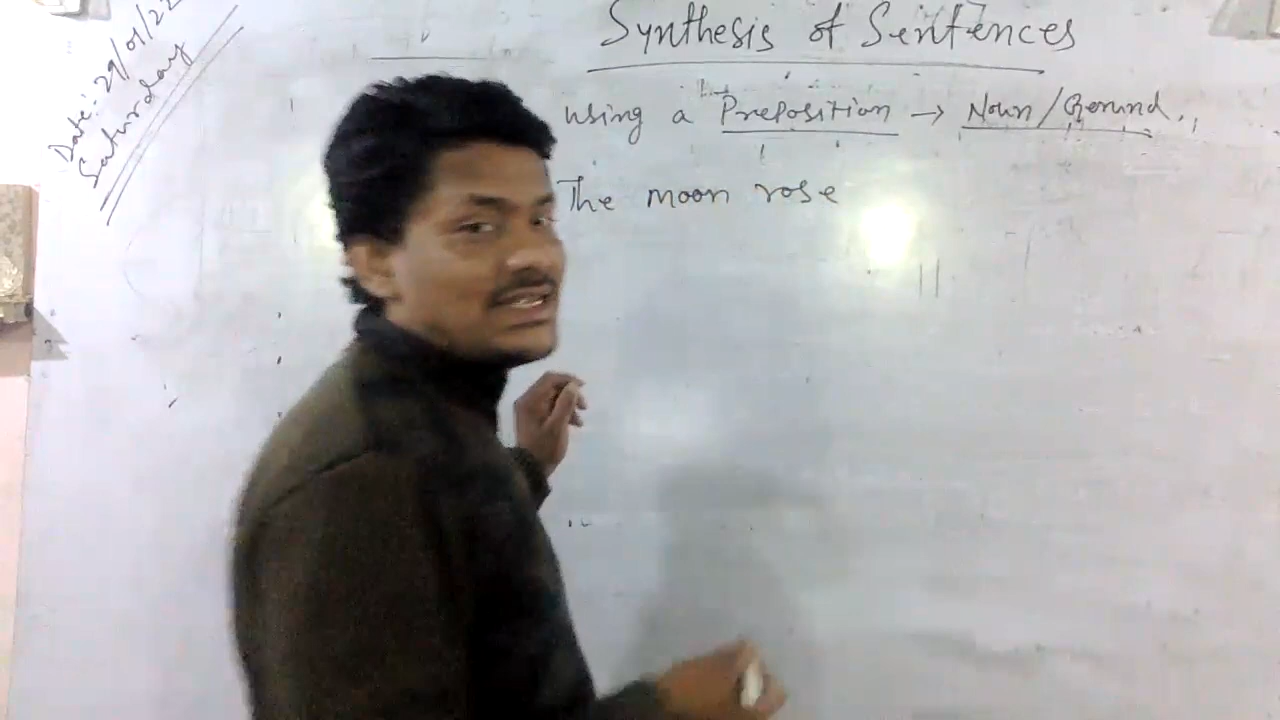 Date: 29/01/22
Saturday
Synthesis of Sentences
Using a Preposition → Noun/Gerund.
The moon rose